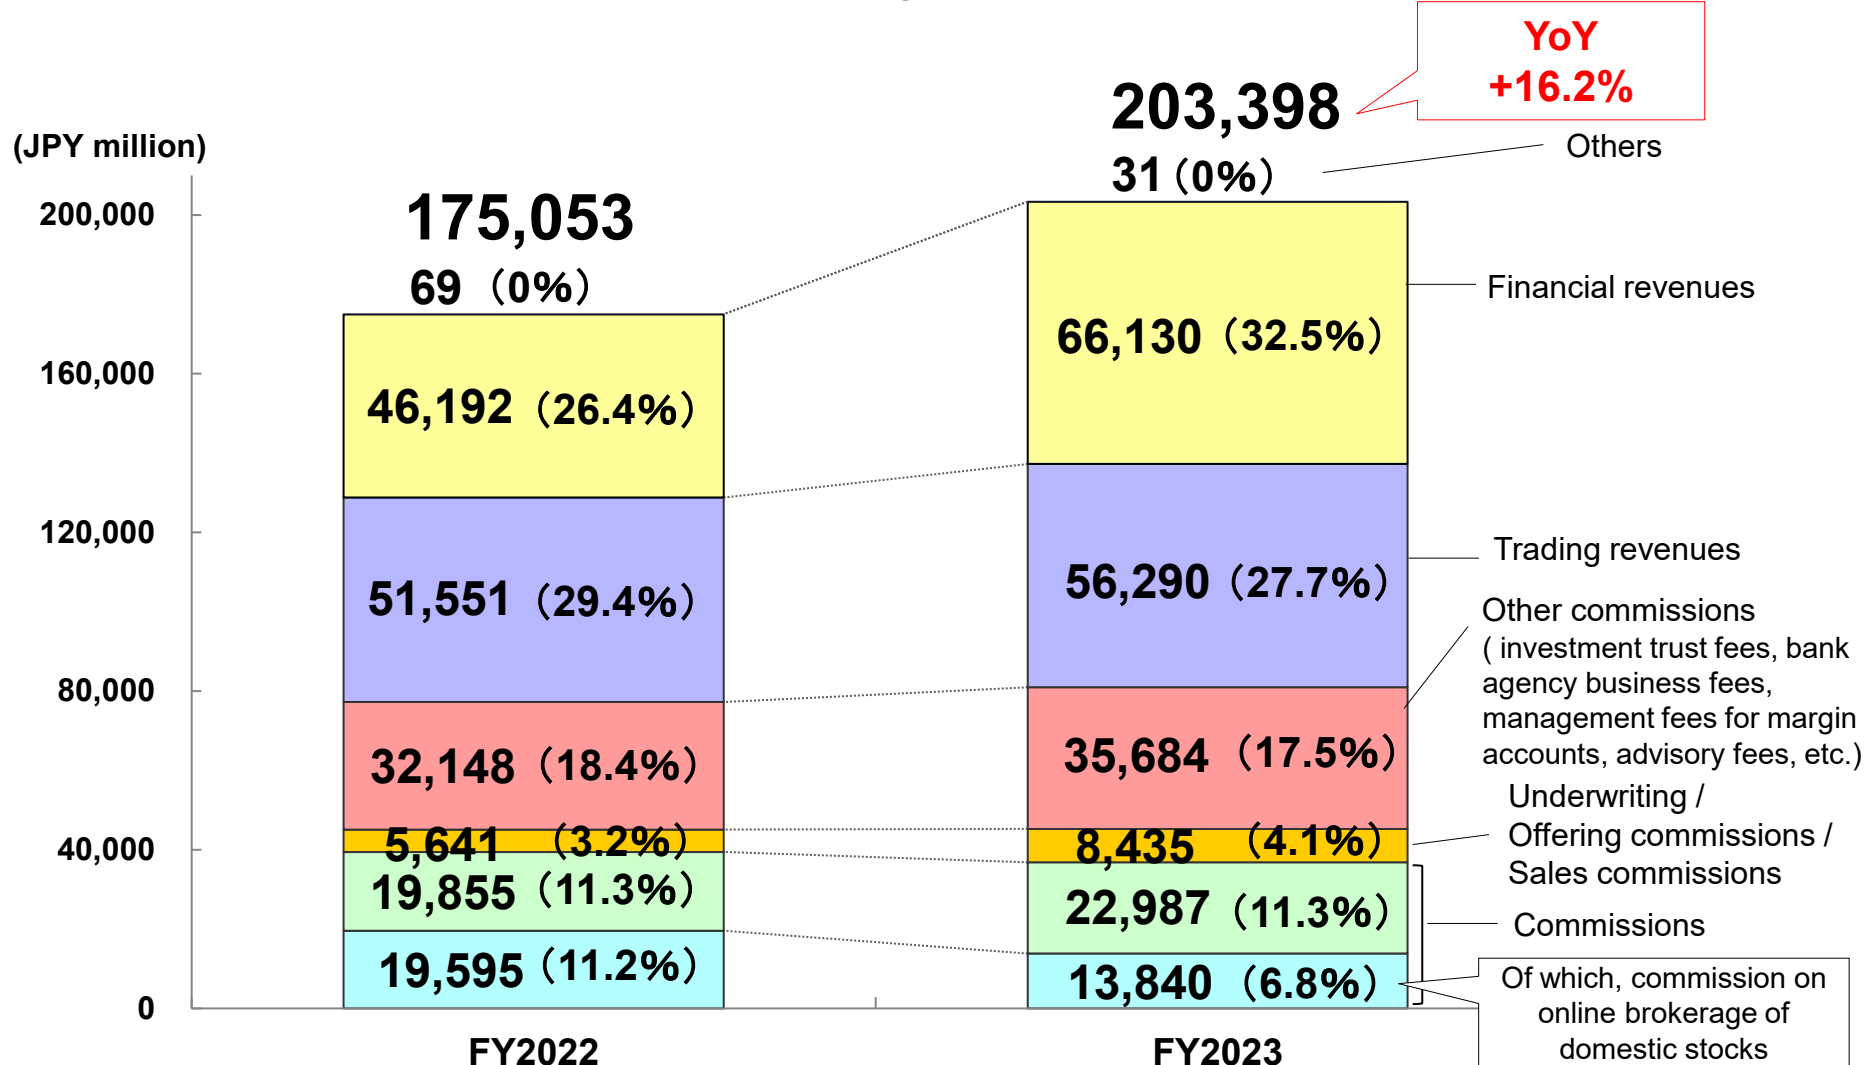 YoY
+16.2%
203,398
(JPY million)
Others
31(0%)
200,000
175,053
69 (0%)
Financial revenues
66,130 (32.5%)
160,000
46,192 (26.4%)
120,000
Trading revenues
51,551 (29.4%)
56,290 (27.7%)
Other commissions
( investment trust fees, bank
agency business fees,
management fees for margin
accounts, advisory fees, etc.)
80,000
32,148 (18.4%)
35,684 (17.5%)
Underwriting /
Offering commissions /
Sales commissions
40,000
5,641 (3.2%)
8,435 (4.1%)
19,855 (11.3%)
22,987 (11.3%)
Commissions
19,595 (11.2%)
13,840 (6.8%)
Of which, commission on
online brokerage of
domestic stocks
0
FY2022
FY2023